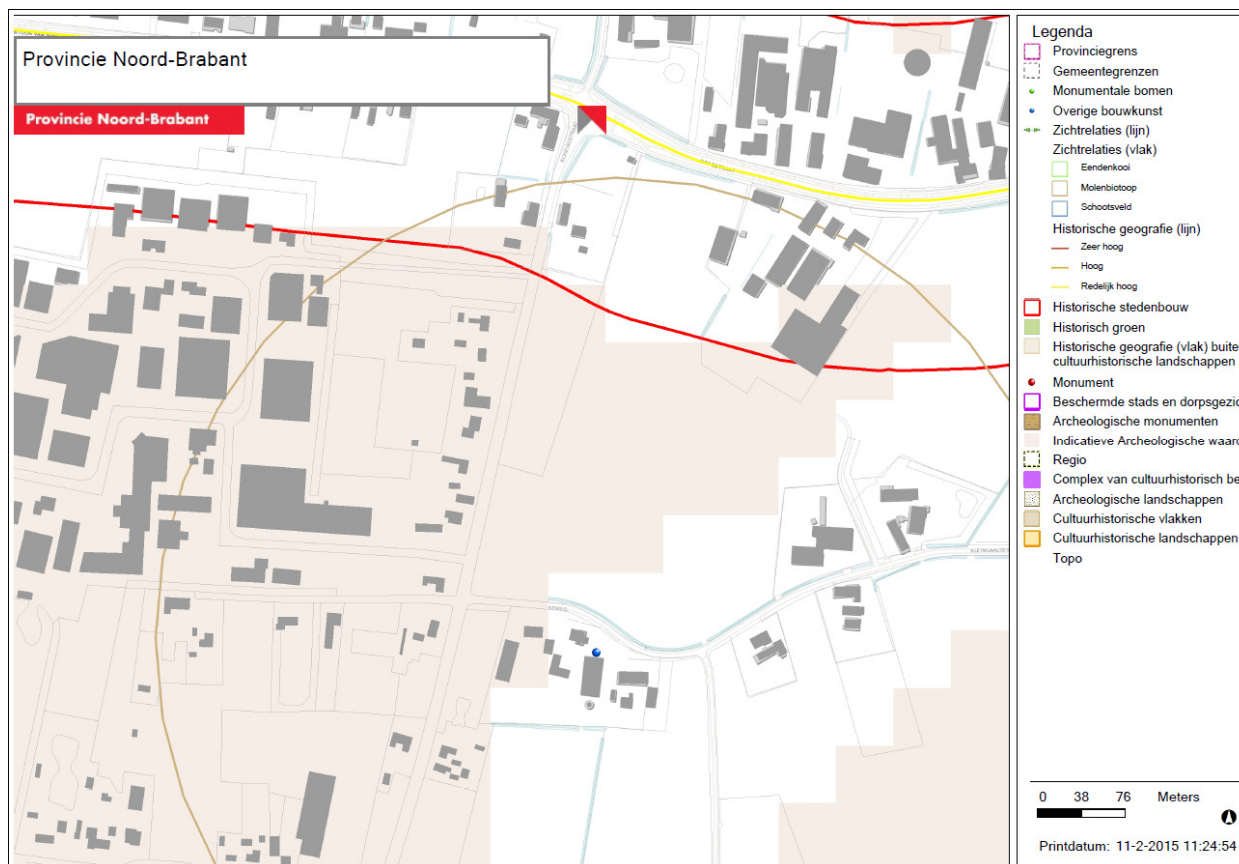 Provincie Noord-Brabant
Provincie Noord-Brabant
Legenda
Provinciegrens
Gemeentegrenzen
Monumentale bomen
Overige bouwkunst
Zichtrelaties (lijn)
Zichtrelaties (vlak)
Eendenkooi
Molenbiotoop
Schootsveld
Historische geografie (lijn)
Zeer hoog
Hoog
Redelijk hoog
Historische stedenbouw
Historisch groen
Historische geografie (vlak) buite
cultuurhistorische landschappen
Monument
Beschermde stads en dorpsgezic
Archeologische monumenten
Indicatieve Archeologische waard
Regio
Complex van cultuurhistorisch be
Archeologische landschappen
Cultuurhistorische vlakken
Cultuurhistorische landschappen
Topo
0 38 76 Meters
Printdatum: 11-2-2015 11:24:54